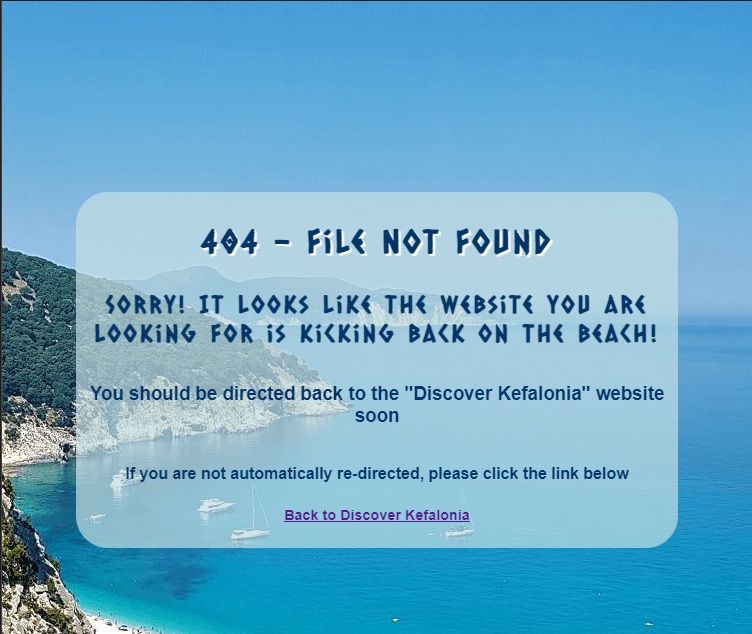 404 - FiLE NOT FOUND
SORRY! IT LOOKS LiKE THE WEBSiTE YOU ARE
LOOKiNG FOR iS KiCKiNG BACK ON THE BEACH!
You should be directed back to the "Discover Kefalonia" website
soon
If you are not automatically re-directed, please click the link below
Back to Discover Kefalonia